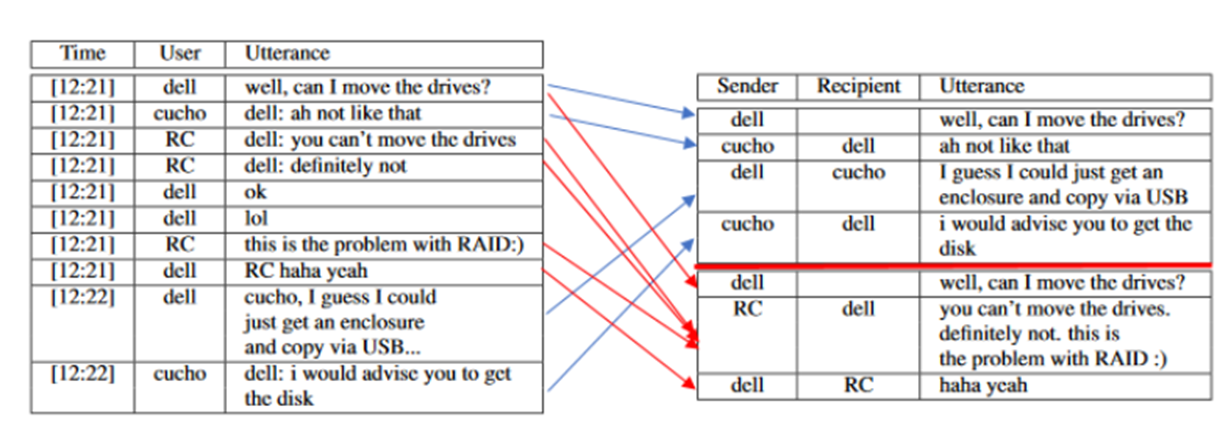 Time User Utterance
[12:21] dell well, can I move the drives?
[12:21] cucho dell: ah not like that
[12:21] RC dell: you can't move the drives
[12:21] RC dell: definitely not
[12:21] dell ok
[12:21] dell lol
[12:21] RC this is the problem with RAID:)
[12:21] dell RC haha yeah
[12:22] dell cucho, I guess I could
just get an enclosure
and copy via USB...
[12:22] cucho dell: i would advise you to get
the disk
Sender Recipient Utterance
dell well, can I move the drives?
cucho dell ah not like that
dell cucho I guess I could just get an
enclosure and copy via USB
cucho dell i would advise you to get the
disk
dell well, can I move the drives?
RC dell you can't move the drives.
definitely not. this is
the problem with RAID :)
dell RC haha yeah